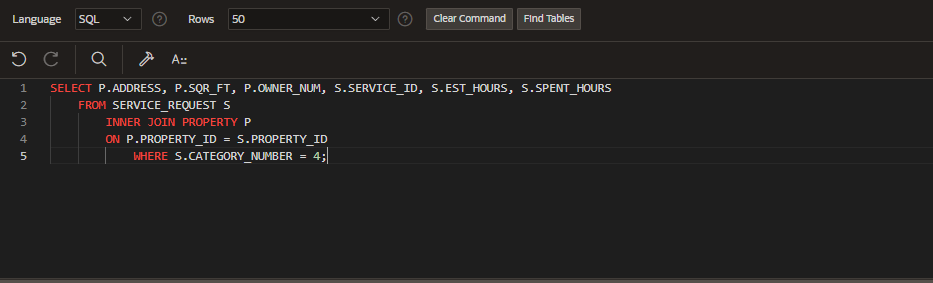 Language SQL ? Rows 50 ? Clear Command Find Tables
A
1 SELECT P.ADDRESS, P.SQR_FT, P.OWNER_NUM, S.SERVICE_ID, S.EST_HOURS, S.SPENT_HOURS
2 FROM SERVICE_REQUEST S
3 INNER JOIN PROPERTY P
4 ON P.PROPERTY_ID = S.PROPERTY_ID
5 WHERE S.CATEGORY_NUMBER = 4;